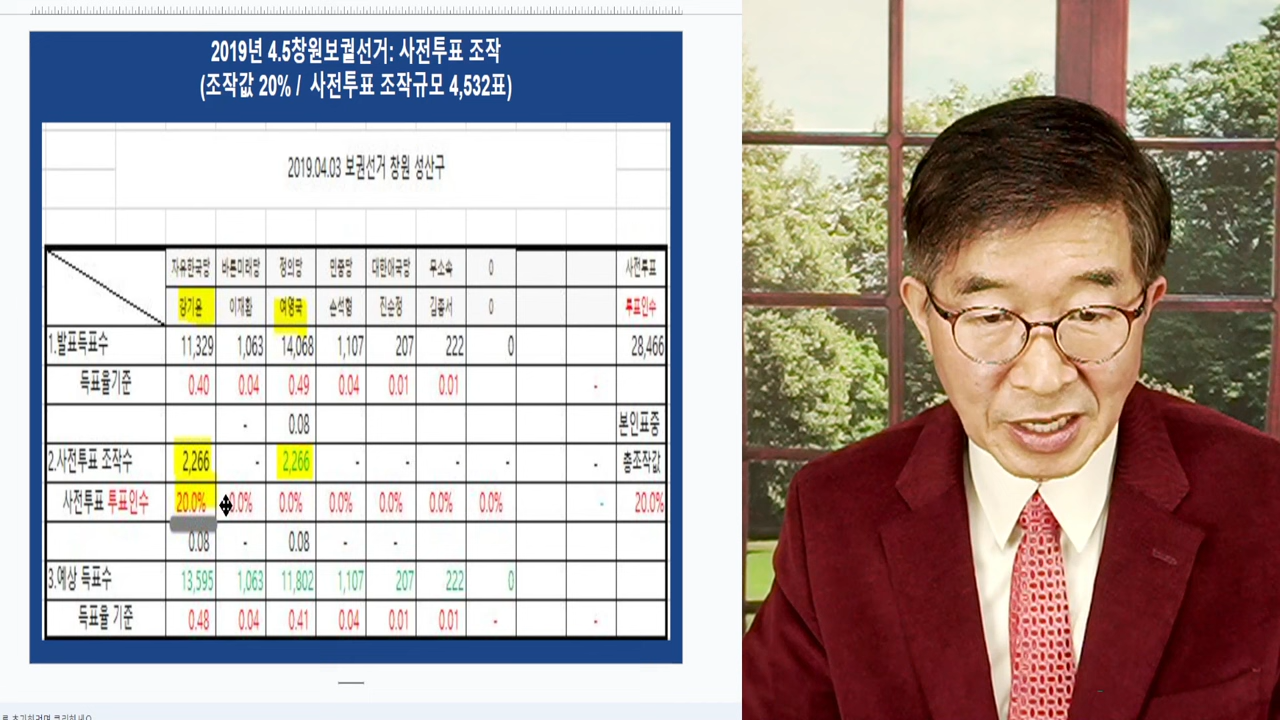 2019년 4.5창원보궐선거: 사전투표 조작
(조작값 20% / 사전투표 조작규모 4,532표)
2019.04.03 보권선거 창원 성산구
자유한국당 바른미래당 정의당 민중당 대한애국당 무소속 0 사전투표
강기윤 이재환 여영국 손석형 진순정 김종서 0 투표인수
1.발표득표수 11,329 1,063 14,068 1,107 207 222 0 28,466
득표율기준 0.40 0.04 0.49 0.04 0.01 0.01 -
- 0.08 본인표중
2.사전투표 조작수 2,266 - 2,266 - - - - - 총조작값
사전투표 투표인수 20.0% 0.0% 0.0% 0.0% 0.0% 0.0% 0.0% - 20.0%
0.08 - 0.08 - -
3.예상 득표수 13,595 1,063 11,802 1,107 207 222 0
득표율 기준 0.48 0.04 0.41 0.04 0.01 0.01 - -